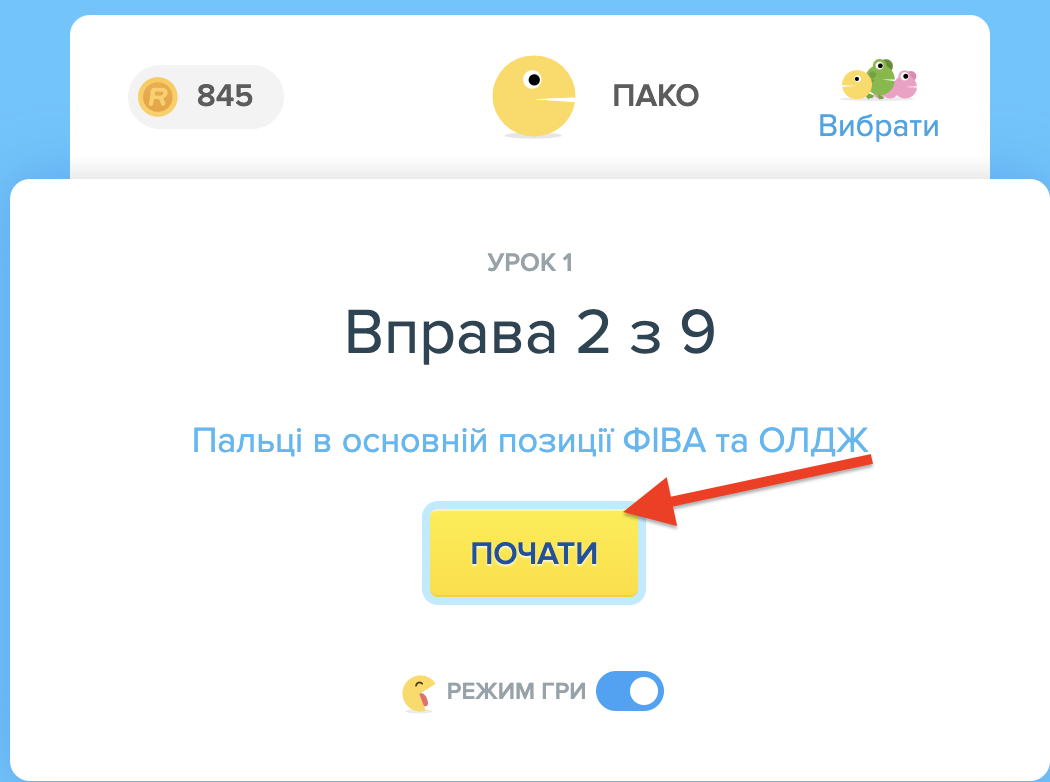 845
ПАКО
Вибрати
УРОК 1
Вправа 2 з 9
Пальці в основній позиції ФІВА та ОЛДЖ
ПОЧАТИ
РЕЖИМ ГРИ